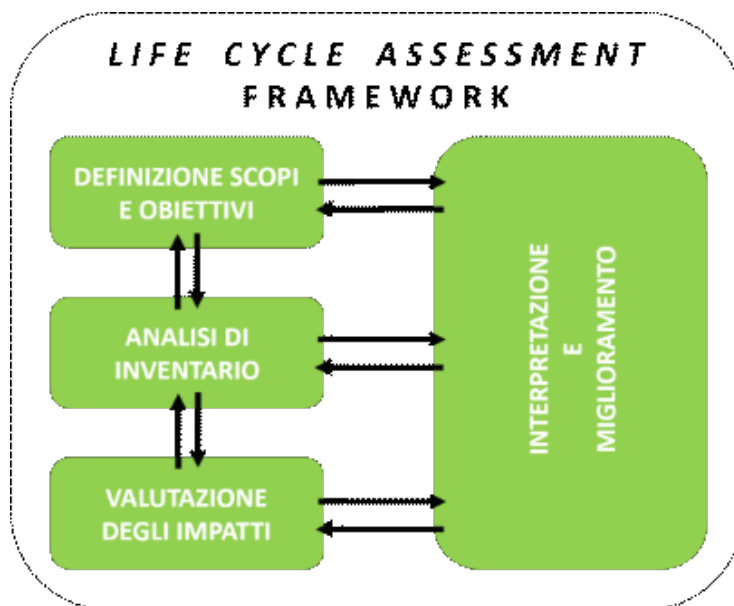 LIFE CYCLE ASSESSMENT
FRAMEWORK
DEFINIZIONE SCOPI
E OBIETTIVI
ANALISI DI
INVENTARIO
VALUTAZIONE
DEGLI IMPATTI
INTERPRETAZIONE
E
MIGLIORAMENTO